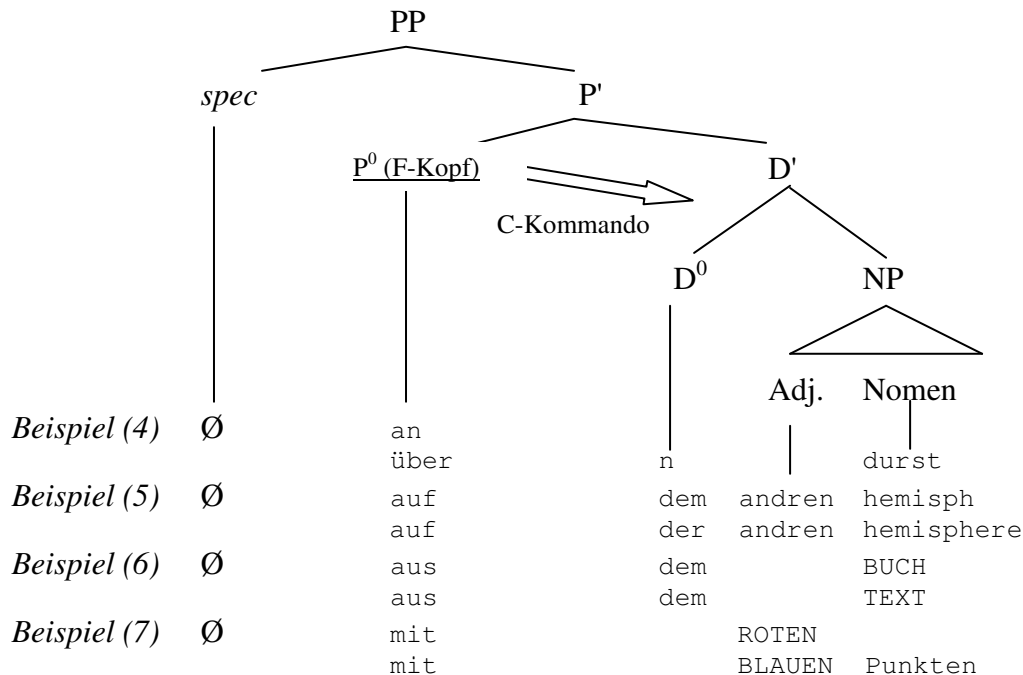 PP
spec P'
P⁰ (F-Kopf) D'
C-Kommando
D⁰ NP
Adj. Nomen
Beispiel (4) Ø an
über n durst
Beispiel (5) Ø auf dem andren hemisph
auf der andren hemisphere
Beispiel (6) Ø aus dem BUCH
aus dem TEXT
Beispiel (7) Ø mit ROTEN
mit BLAUEN Punkten